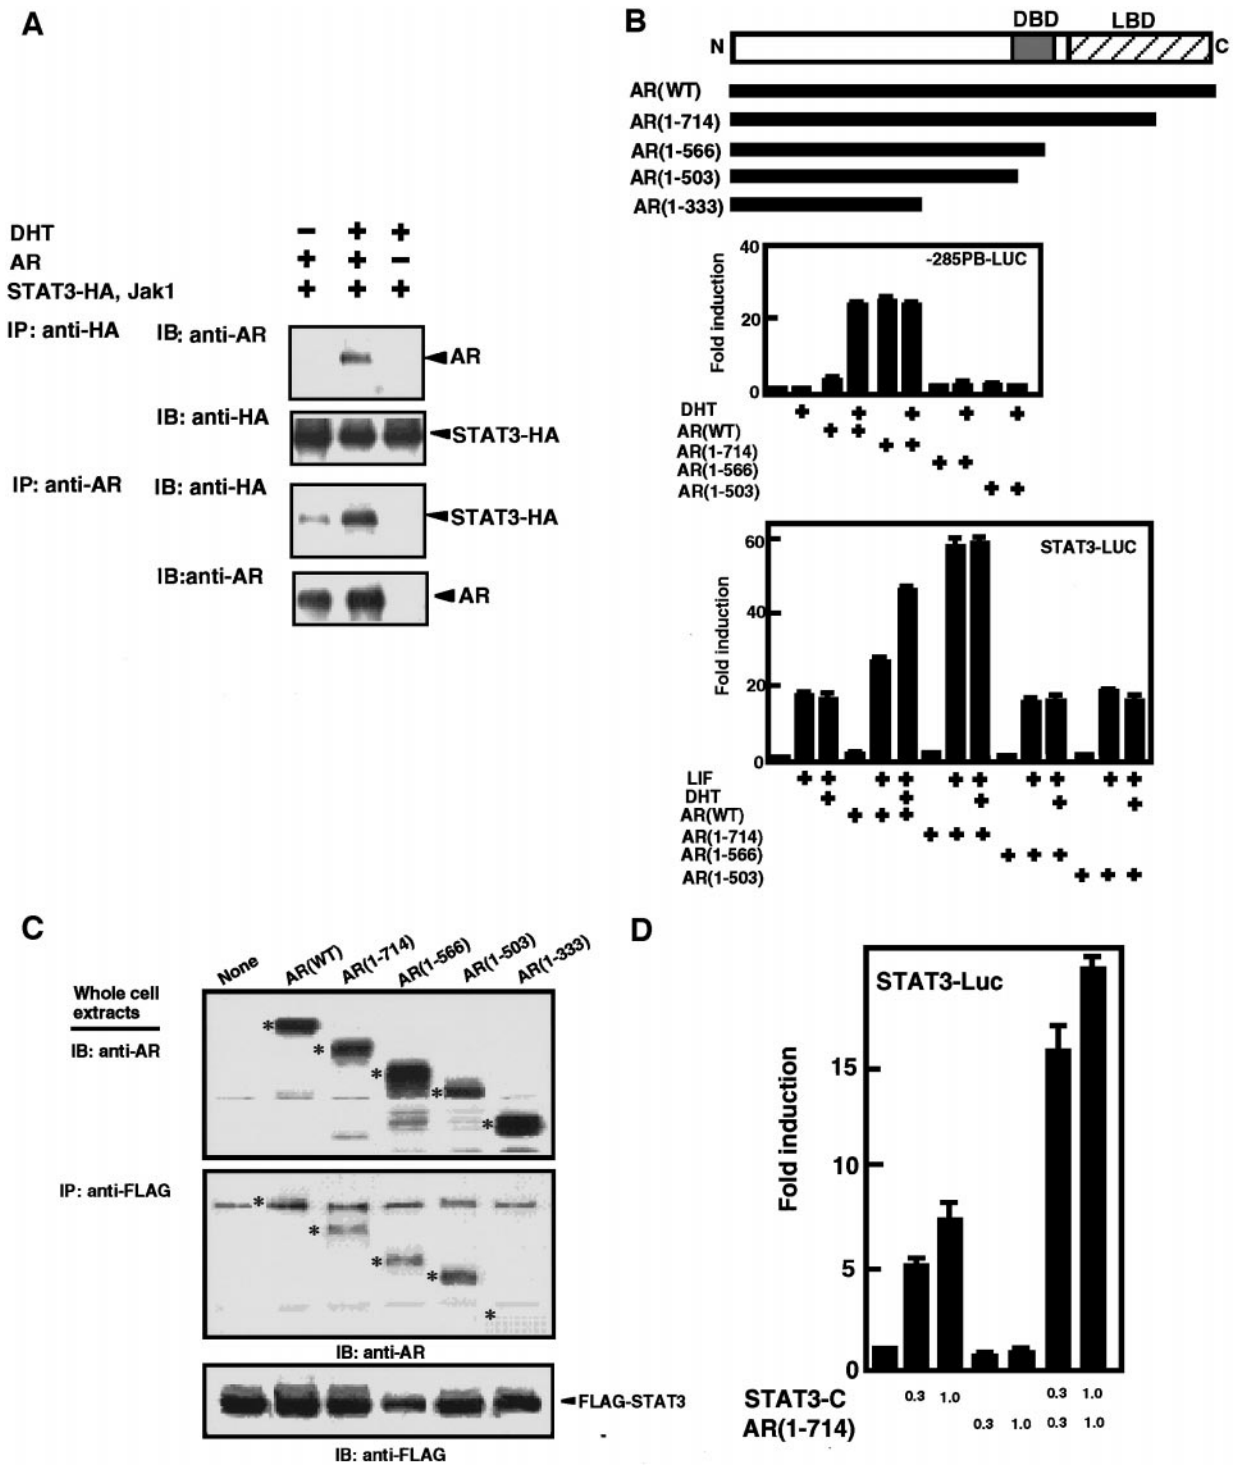 A
DHT − + +
AR + + −
STAT3-HA, Jak1 + + +
IP: anti-HA IB: anti-AR AR
IB: anti-HA STAT3-HA
IP: anti-AR IB: anti-HA STAT3-HA
IB:anti-AR AR
B
DBD LBD
N C
AR(WT)
AR(1-714)
AR(1-566)
AR(1-503)
AR(1-333)
-285PB-LUC
Fold induction
40
20
0
DHT + + + + +
AR(WT) + +
AR(1-714) + +
AR(1-566) + +
AR(1-503) + +
STAT3-LUC
Fold induction
60
40
20
0
LIF + + + + + + + + + +
DHT + + + + +
AR(WT) + + +
AR(1-714) + + +
AR(1-566) + + +
AR(1-503) + + +
C
None AR(WT) AR(1-714) AR(1-566) AR(1-503) AR(1-333)
Whole cell
extracts
IB: anti-AR
* * * * *
IP: anti-FLAG
* * * * *
IB: anti-AR
FLAG-STAT3
IB: anti-FLAG
D
STAT3-Luc
Fold induction
15
10
5
0
STAT3-C 0.3 1.0 0.3 1.0
AR(1-714) 0.3 1.0 0.3 1.0